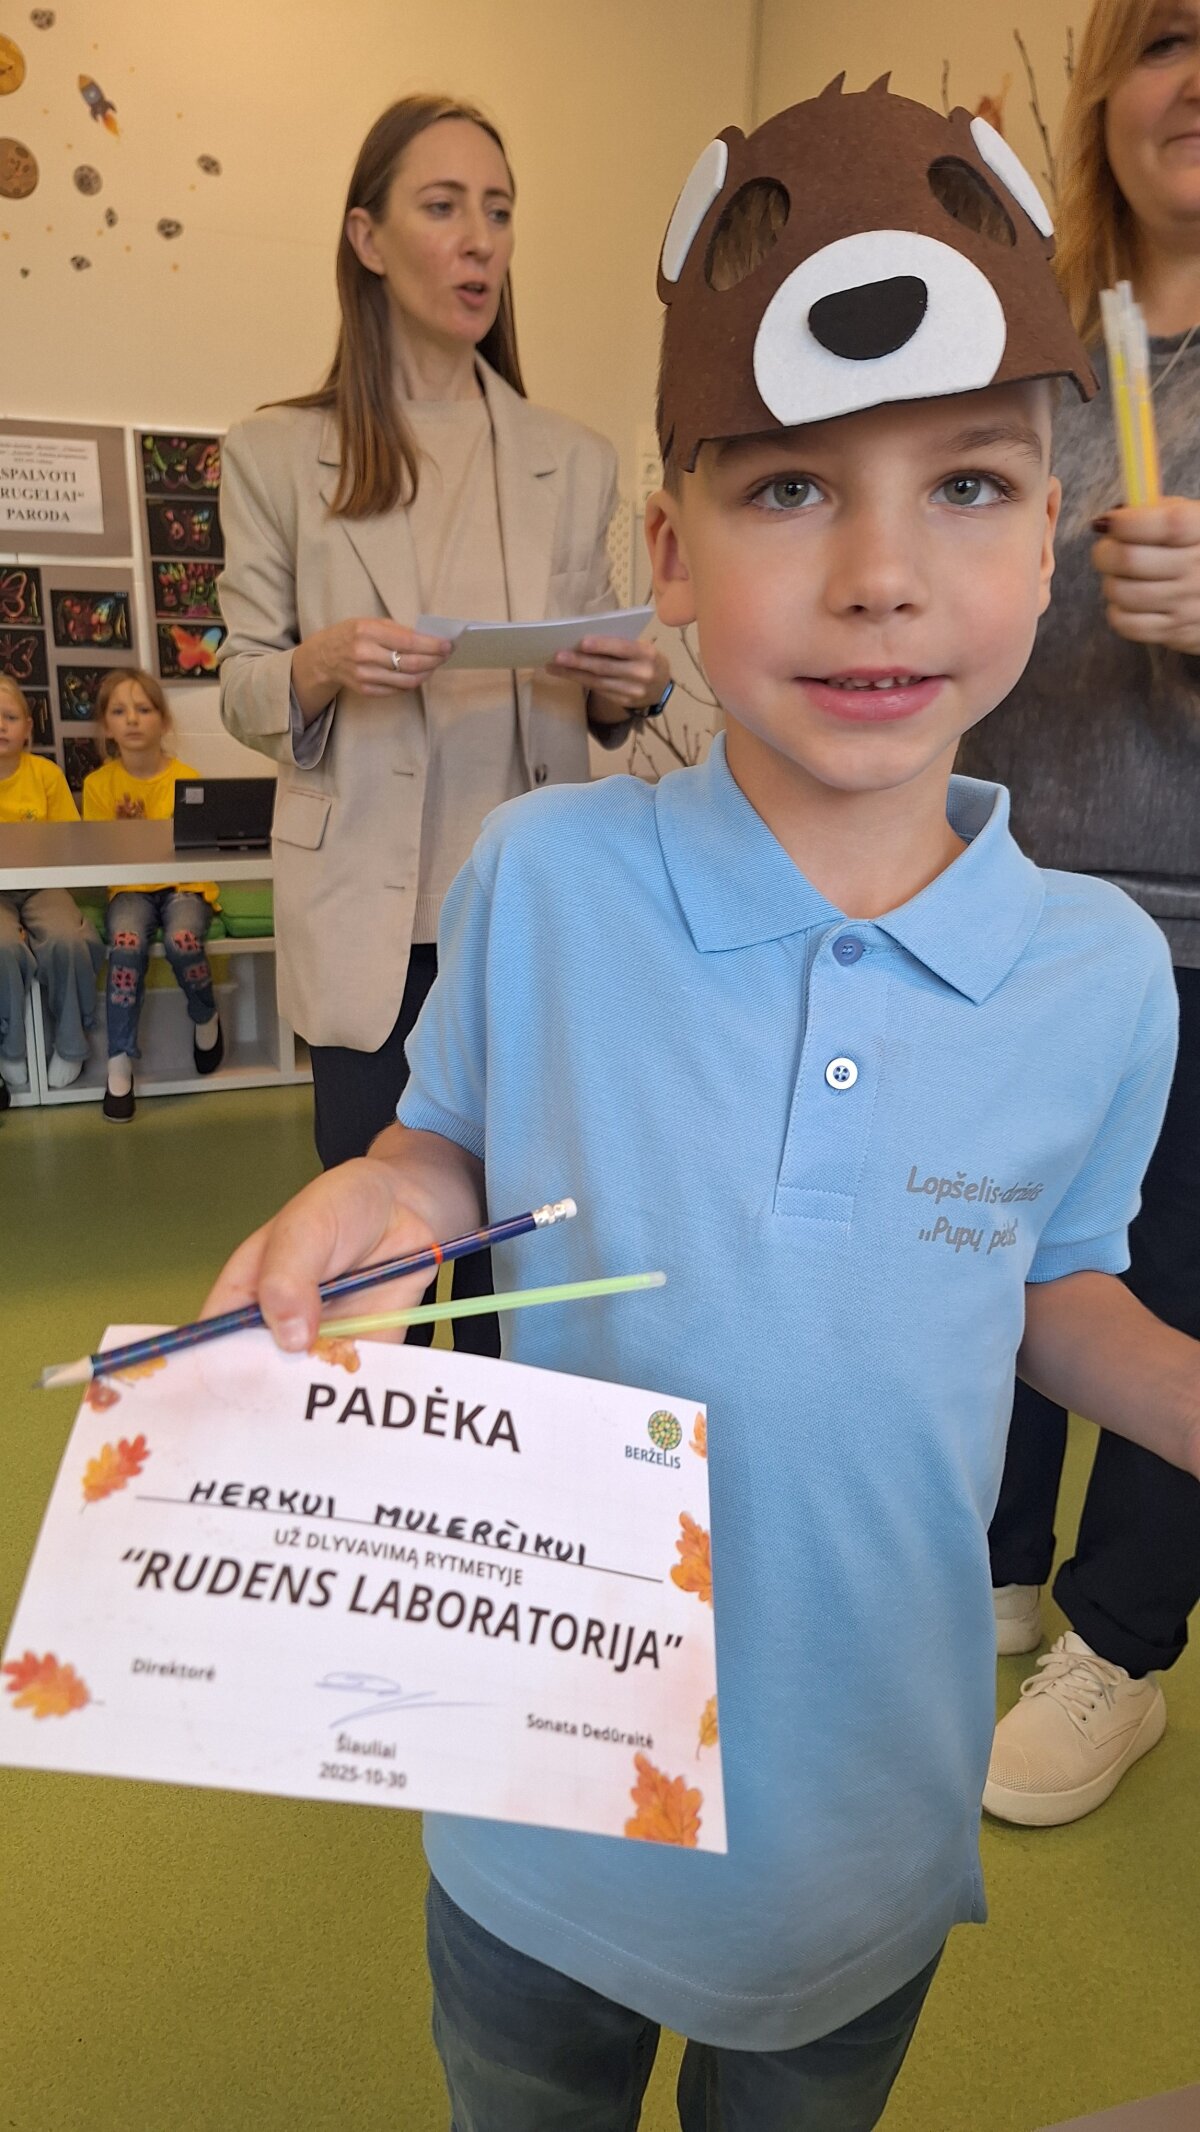 SPALVOTI
RUGELIAI“
PARODA
Lopšelis-darželis
„Pupų pėdas“
PADĖKA
BERŽELIS
HERKUI MULERČIKUI
UŽ DLYVAVIMĄ RYTMETYJE
“RUDENS LABORATORIJA”
Direktorė
Sonata Dedūraitė
Šiauliai
2025-10-30